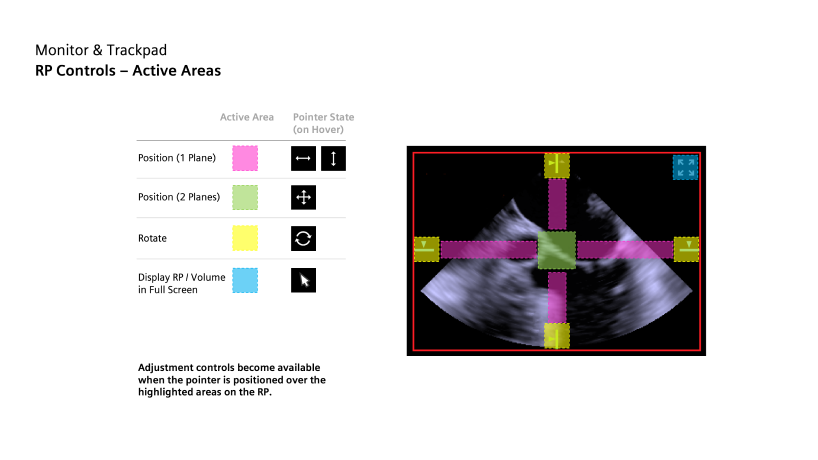 Monitor & Trackpad
RP Controls – Active Areas
Active Area
Pointer State
(on Hover)
Position (1 Plane)
Position (2 Planes)
Rotate
Display RP / Volume
in Full Screen
Adjustment controls become available
when the pointer is positioned over the
highlighted areas on the RP.